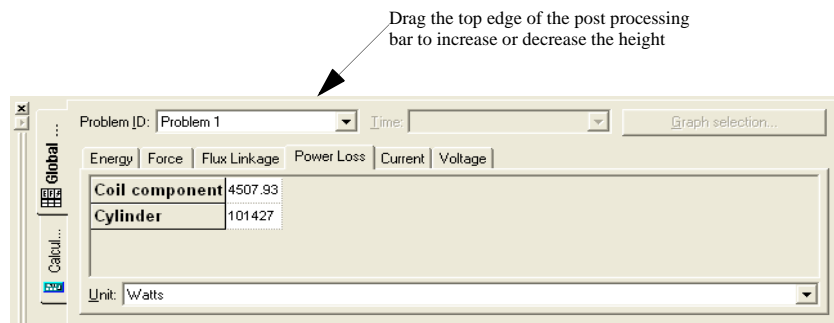 Drag the top edge of the post processing
bar to increase or decrease the height
Problem ID: Problem 1 Time: Graph selection...
Global ...
Calcul...
Energy Force Flux Linkage Power Loss Current Voltage
Coil component 4507.93
Cylinder 101427
Unit: Watts